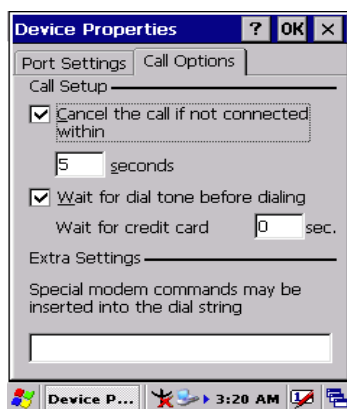 Device Properties ? OK ×
Port Settings Call Options
Call Setup
Cancel the call if not connected
within
5 seconds
Wait for dial tone before dialing
Wait for credit card 0 sec.
Extra Settings
Special modem commands may be
inserted into the dial string
Device P... 3:20 AM